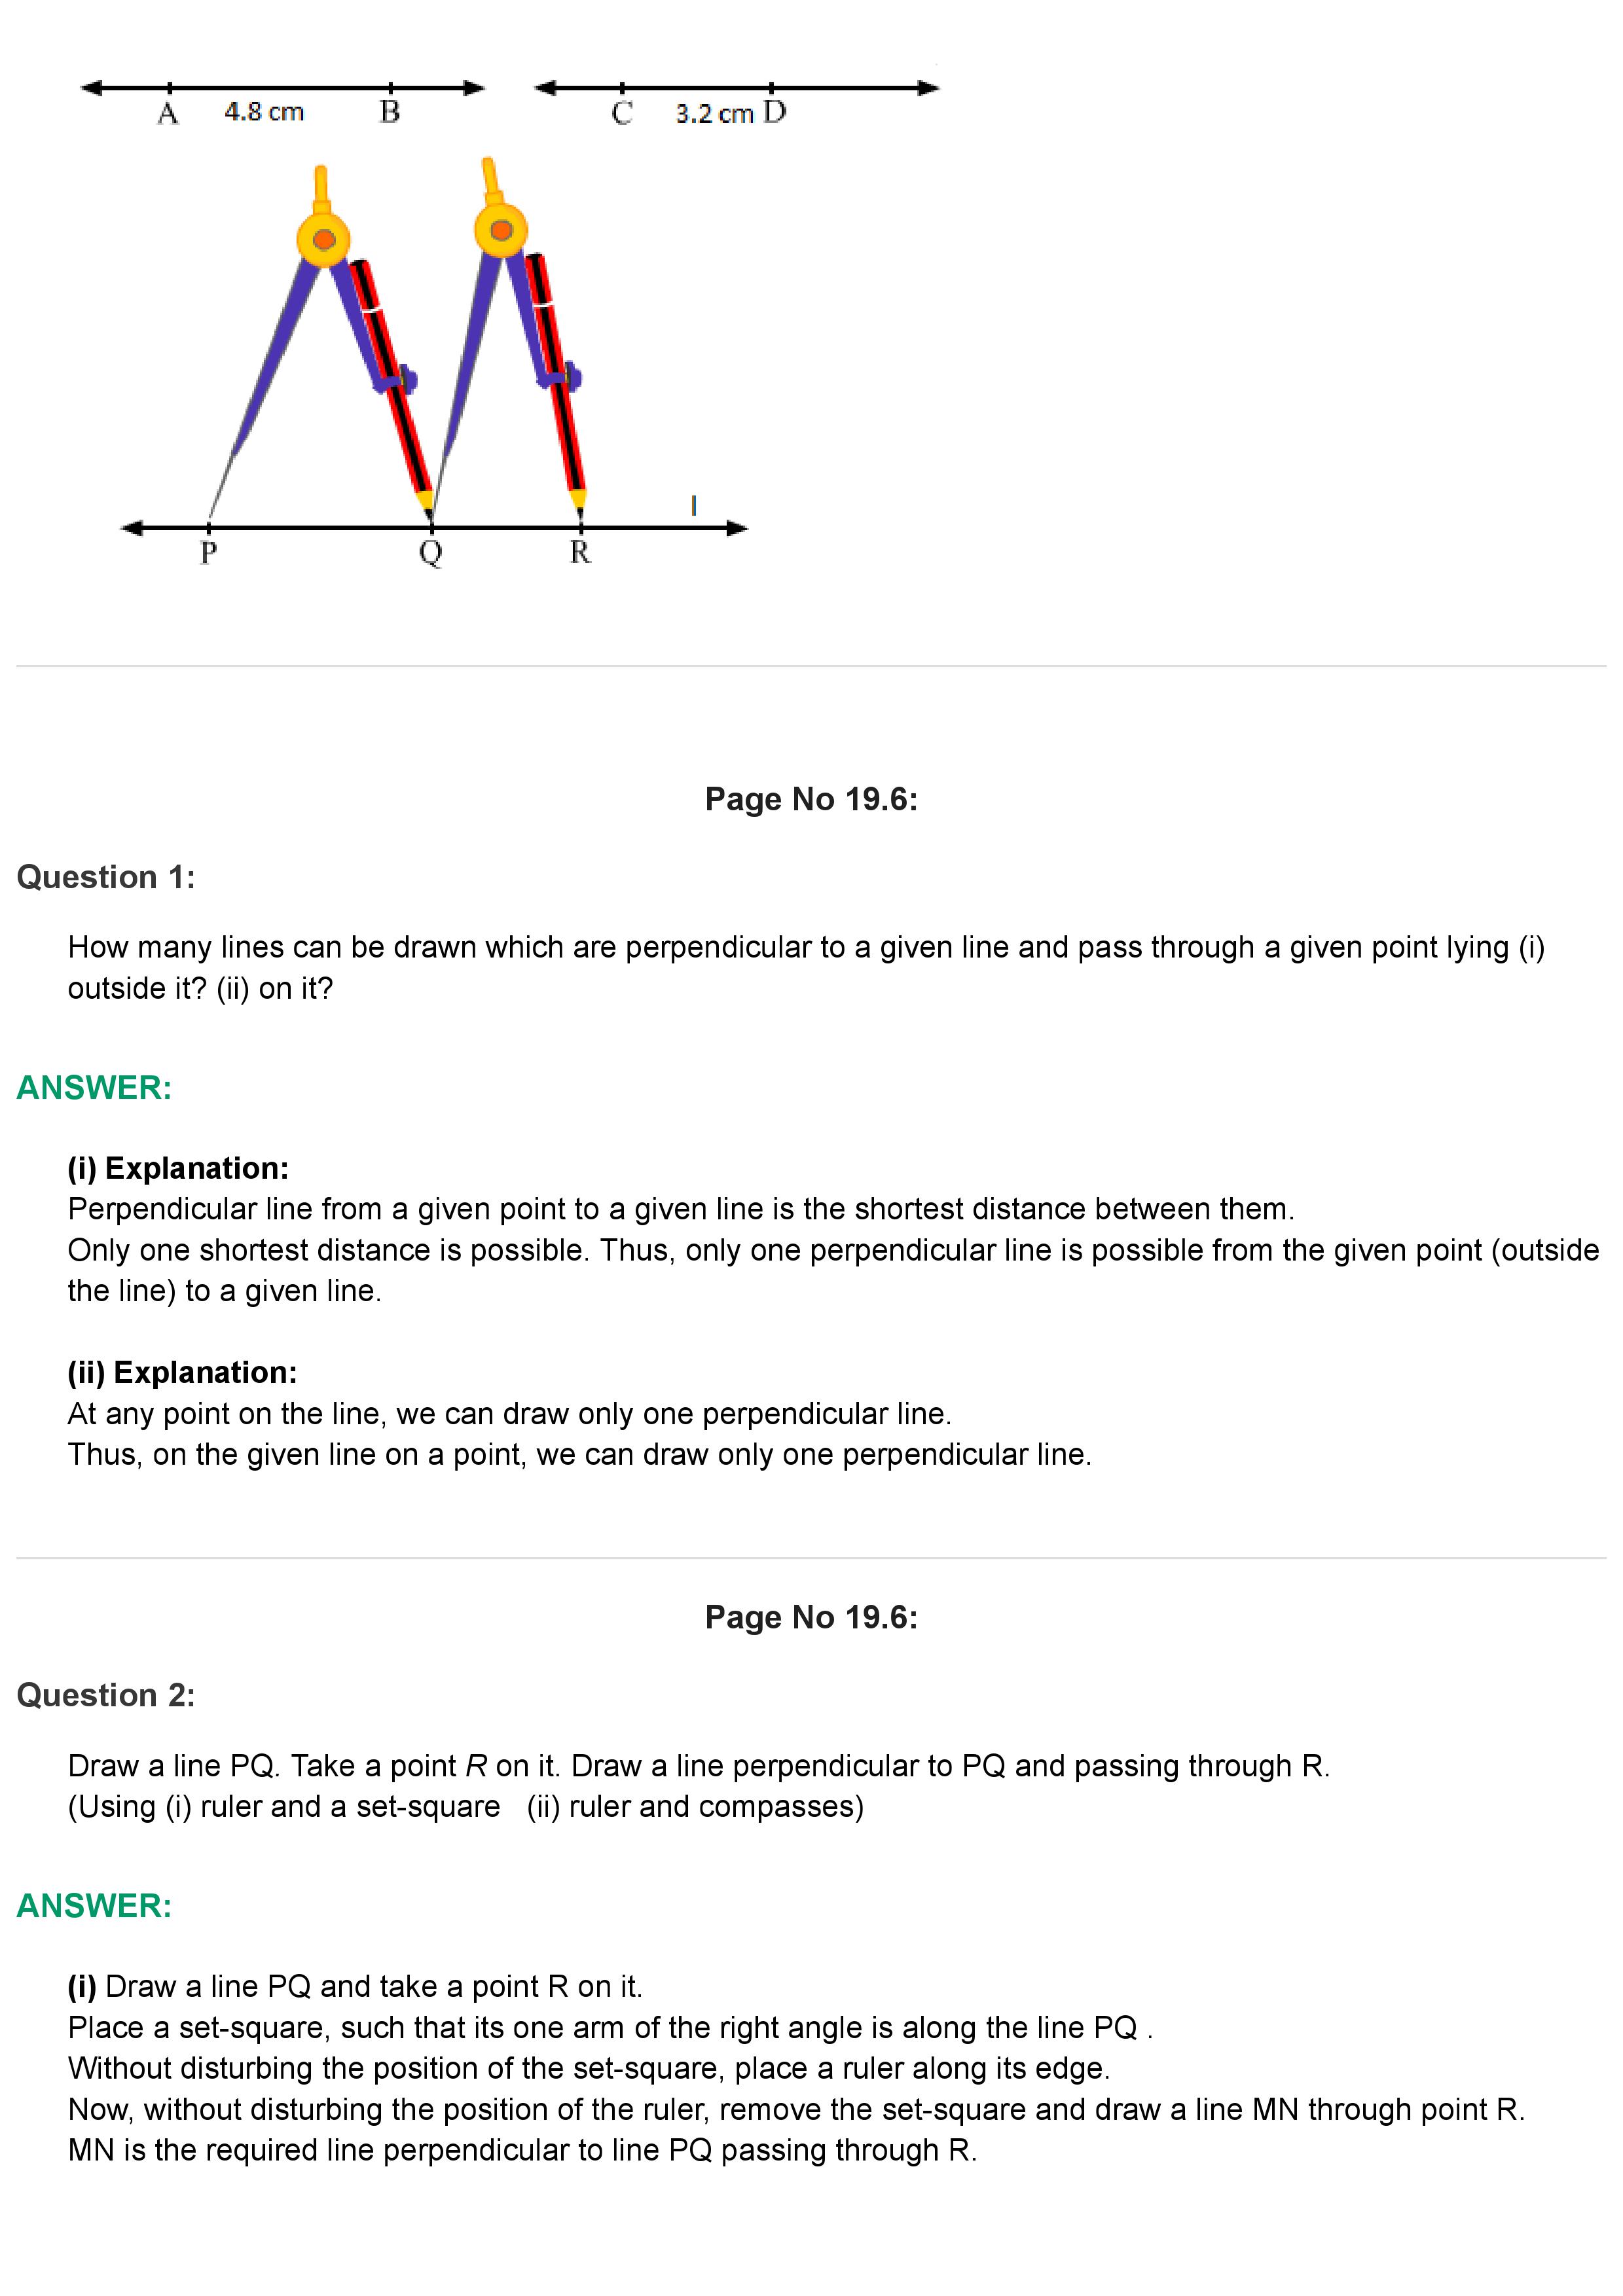 A 4.8 cm B C 3.2 cm D
l
P Q R
Page No 19.6:
Question 1:
How many lines can be drawn which are perpendicular to a given line and pass through a given point lying (i)
outside it? (ii) on it?
ANSWER:
(i) Explanation:
Perpendicular line from a given point to a given line is the shortest distance between them.
Only one shortest distance is possible. Thus, only one perpendicular line is possible from the given point (outside
the line) to a given line.
(ii) Explanation:
At any point on the line, we can draw only one perpendicular line.
Thus, on the given line on a point, we can draw only one perpendicular line.
Page No 19.6:
Question 2:
Draw a line PQ. Take a point R on it. Draw a line perpendicular to PQ and passing through R.
(Using (i) ruler and a set-square (ii) ruler and compasses)
ANSWER:
(i) Draw a line PQ and take a point R on it.
Place a set-square, such that its one arm of the right angle is along the line PQ .
Without disturbing the position of the set-square, place a ruler along its edge.
Now, without disturbing the position of the ruler, remove the set-square and draw a line MN through point R.
MN is the required line perpendicular to line PQ passing through R.